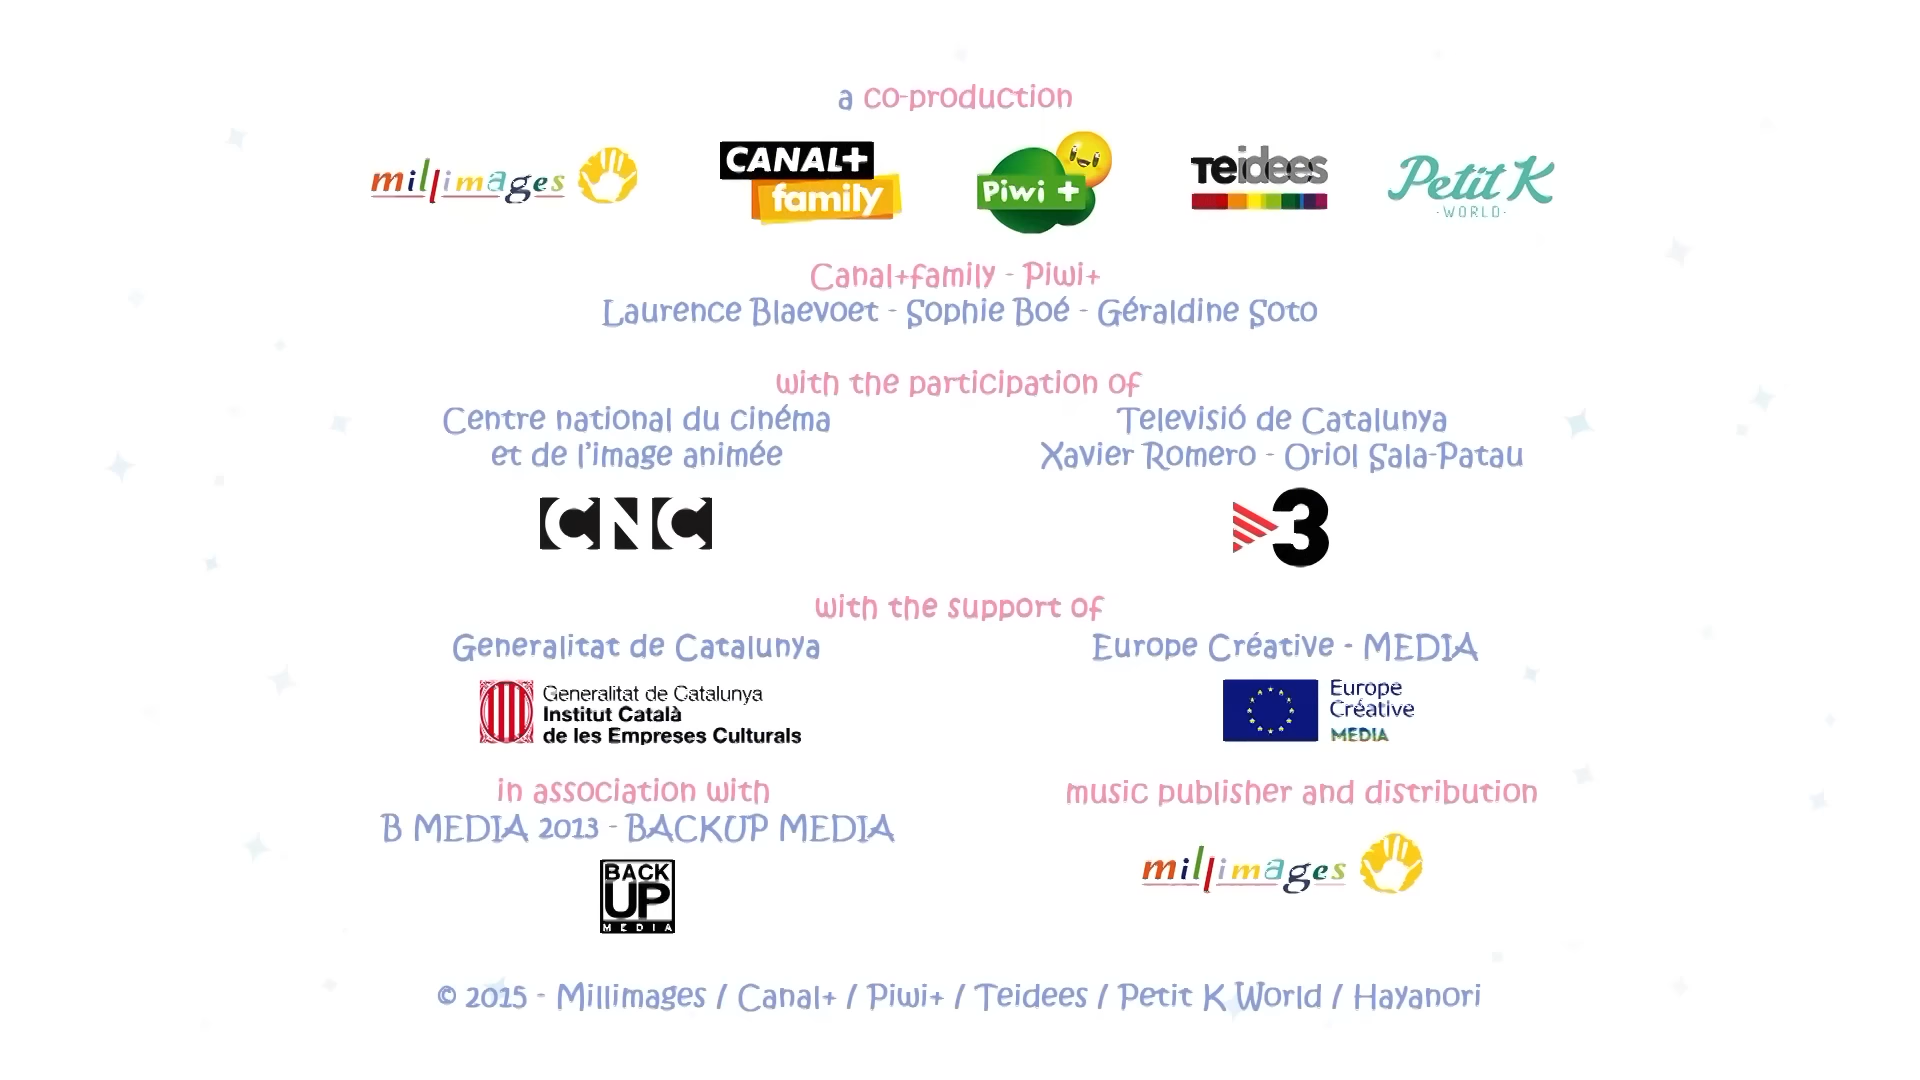 a co-production
millimages
CANAL+
family
Piwi +
Teidees
Petit K
·WORLD·
Canal+family - Piwi+
Laurence Blaevoet - Sophie Boé - Géraldine Soto
with the participation of
Centre national du cinéma
et de l'image animée
CNC
Televisió de Catalunya
Xavier Romero - Oriol Sala-Patau
3
with the support of
Generalitat de Catalunya
Generalitat de Catalunya
Institut Català
de les Empreses Culturals
Europe Créative - MEDIA
Europe
Créative
MEDIA
in association with
B MEDIA 2013 - BACKUP MEDIA
BACK
UP
MEDIA
music publisher and distribution
millimages
© 2015 - Millimages / Canal+ / Piwi+ / Teidees / Petit K World / Hayanori